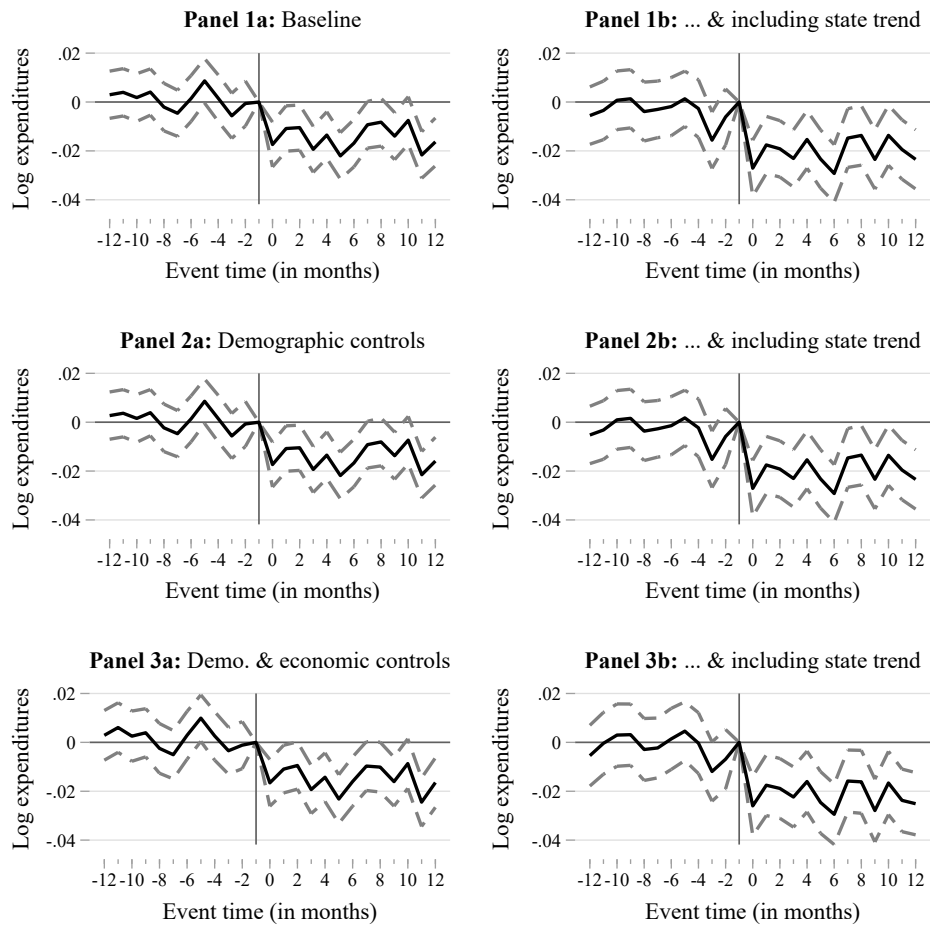 Panel 1a: Baseline
Log expenditures
.02
0
-.02
-.04
-12 -10 -8 -6 -4 -2 0 2 4 6 8 10 12
Event time (in months)
Panel 1b: ... & including state trend
Log expenditures
.02
0
-.02
-.04
-12 -10 -8 -6 -4 -2 0 2 4 6 8 10 12
Event time (in months)
Panel 2a: Demographic controls
Log expenditures
.02
0
-.02
-.04
-12 -10 -8 -6 -4 -2 0 2 4 6 8 10 12
Event time (in months)
Panel 2b: ... & including state trend
Log expenditures
.02
0
-.02
-.04
-12 -10 -8 -6 -4 -2 0 2 4 6 8 10 12
Event time (in months)
Panel 3a: Demo. & economic controls
Log expenditures
.02
0
-.02
-.04
-12 -10 -8 -6 -4 -2 0 2 4 6 8 10 12
Event time (in months)
Panel 3b: ... & including state trend
Log expenditures
.02
0
-.02
-.04
-12 -10 -8 -6 -4 -2 0 2 4 6 8 10 12
Event time (in months)